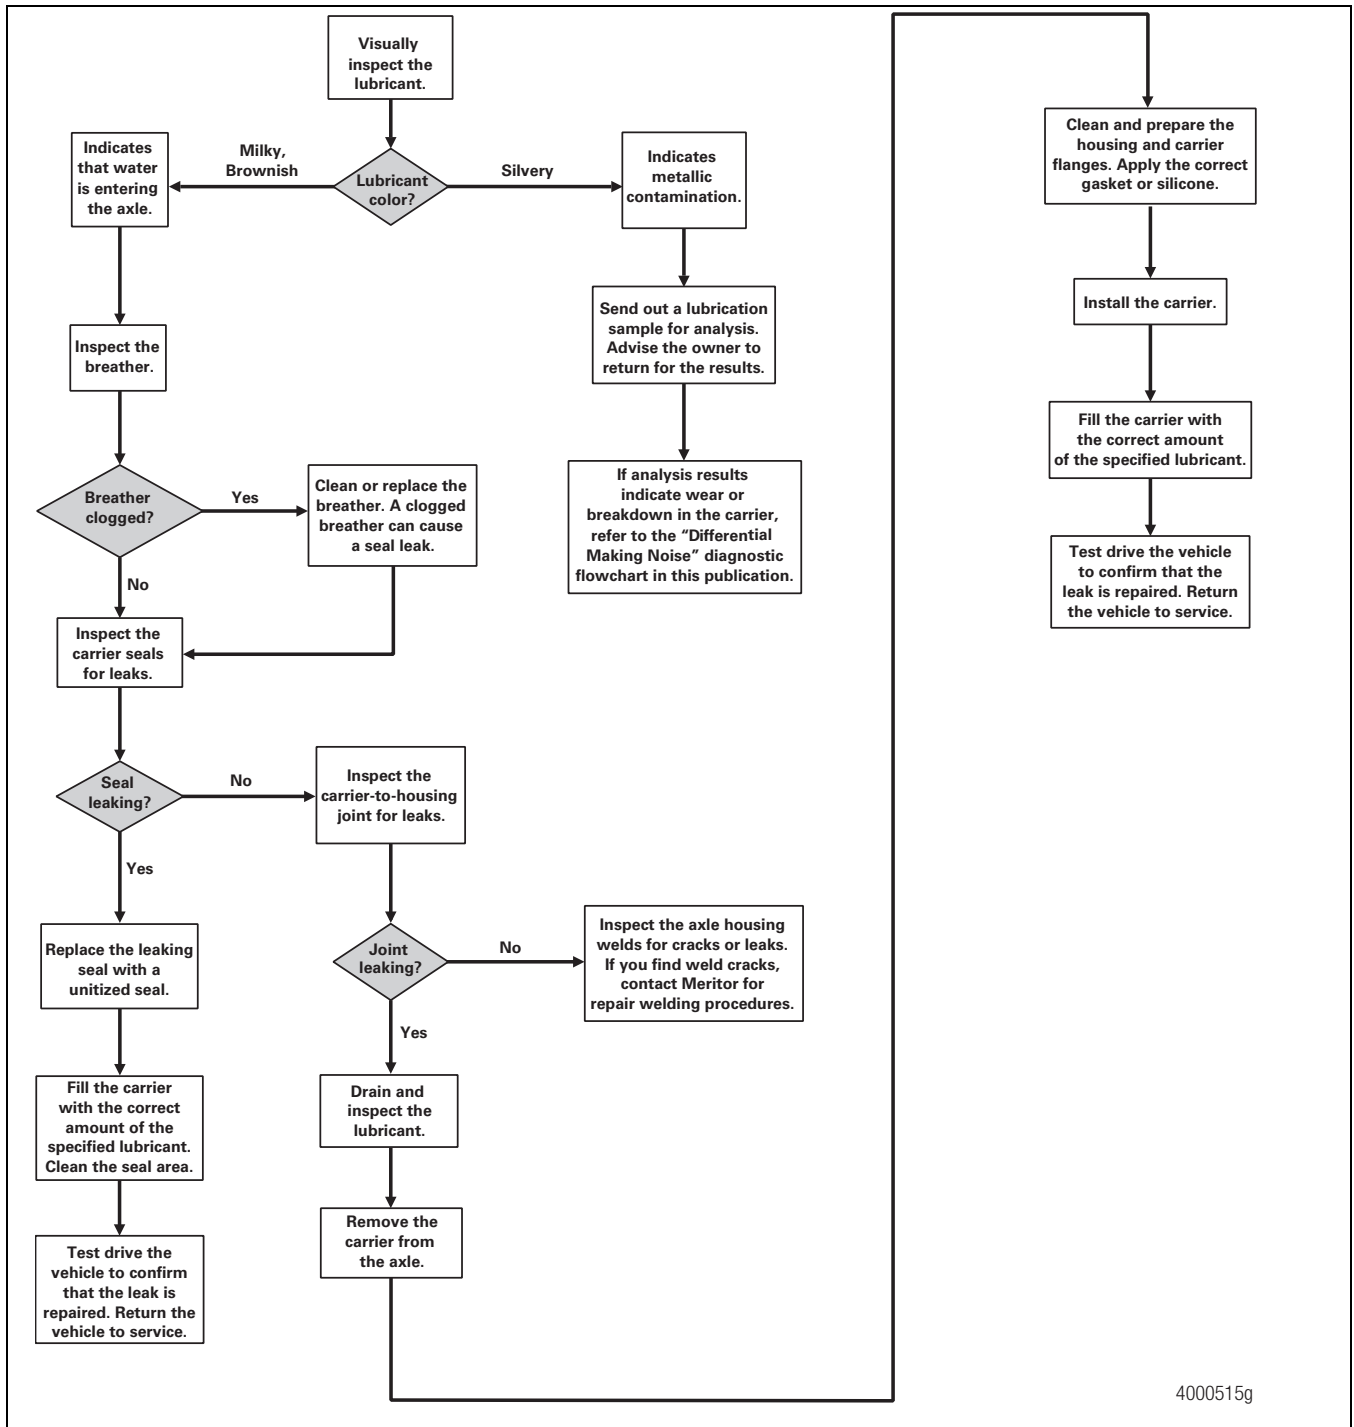 Visually
inspect the
lubricant.
Lubricant
color?
Milky,
Brownish
Silvery
Indicates
that water
is entering
the axle.
Indicates
metallic
contamination.
Send out a lubrication
sample for analysis.
Advise the owner to
return for the results.
If analysis results
indicate wear or
breakdown in the carrier,
refer to the “Differential
Making Noise” diagnostic
flowchart in this publication.
Inspect the
breather.
Breather
clogged?
Yes
Clean or replace the
breather. A clogged
breather can cause
a seal leak.
No
Inspect the
carrier seals
for leaks.
Seal
leaking?
No
Inspect the
carrier-to-housing
joint for leaks.
Yes
Replace the leaking
seal with a
unitized seal.
Fill the carrier
with the correct
amount of the
specified lubricant.
Clean the seal area.
Test drive the
vehicle to confirm
that the leak is
repaired. Return the
vehicle to service.
Joint
leaking?
No
Inspect the axle housing
welds for cracks or leaks.
If you find weld cracks,
contact Meritor for
repair welding procedures.
Yes
Drain and
inspect the
lubricant.
Remove the
carrier from
the axle.
Clean and prepare the
housing and carrier
flanges. Apply the correct
gasket or silicone.
Install the carrier.
Fill the carrier with
the correct amount
of the specified lubricant.
Test drive the vehicle
to confirm that the
leak is repaired. Return
the vehicle to service.
4000515g